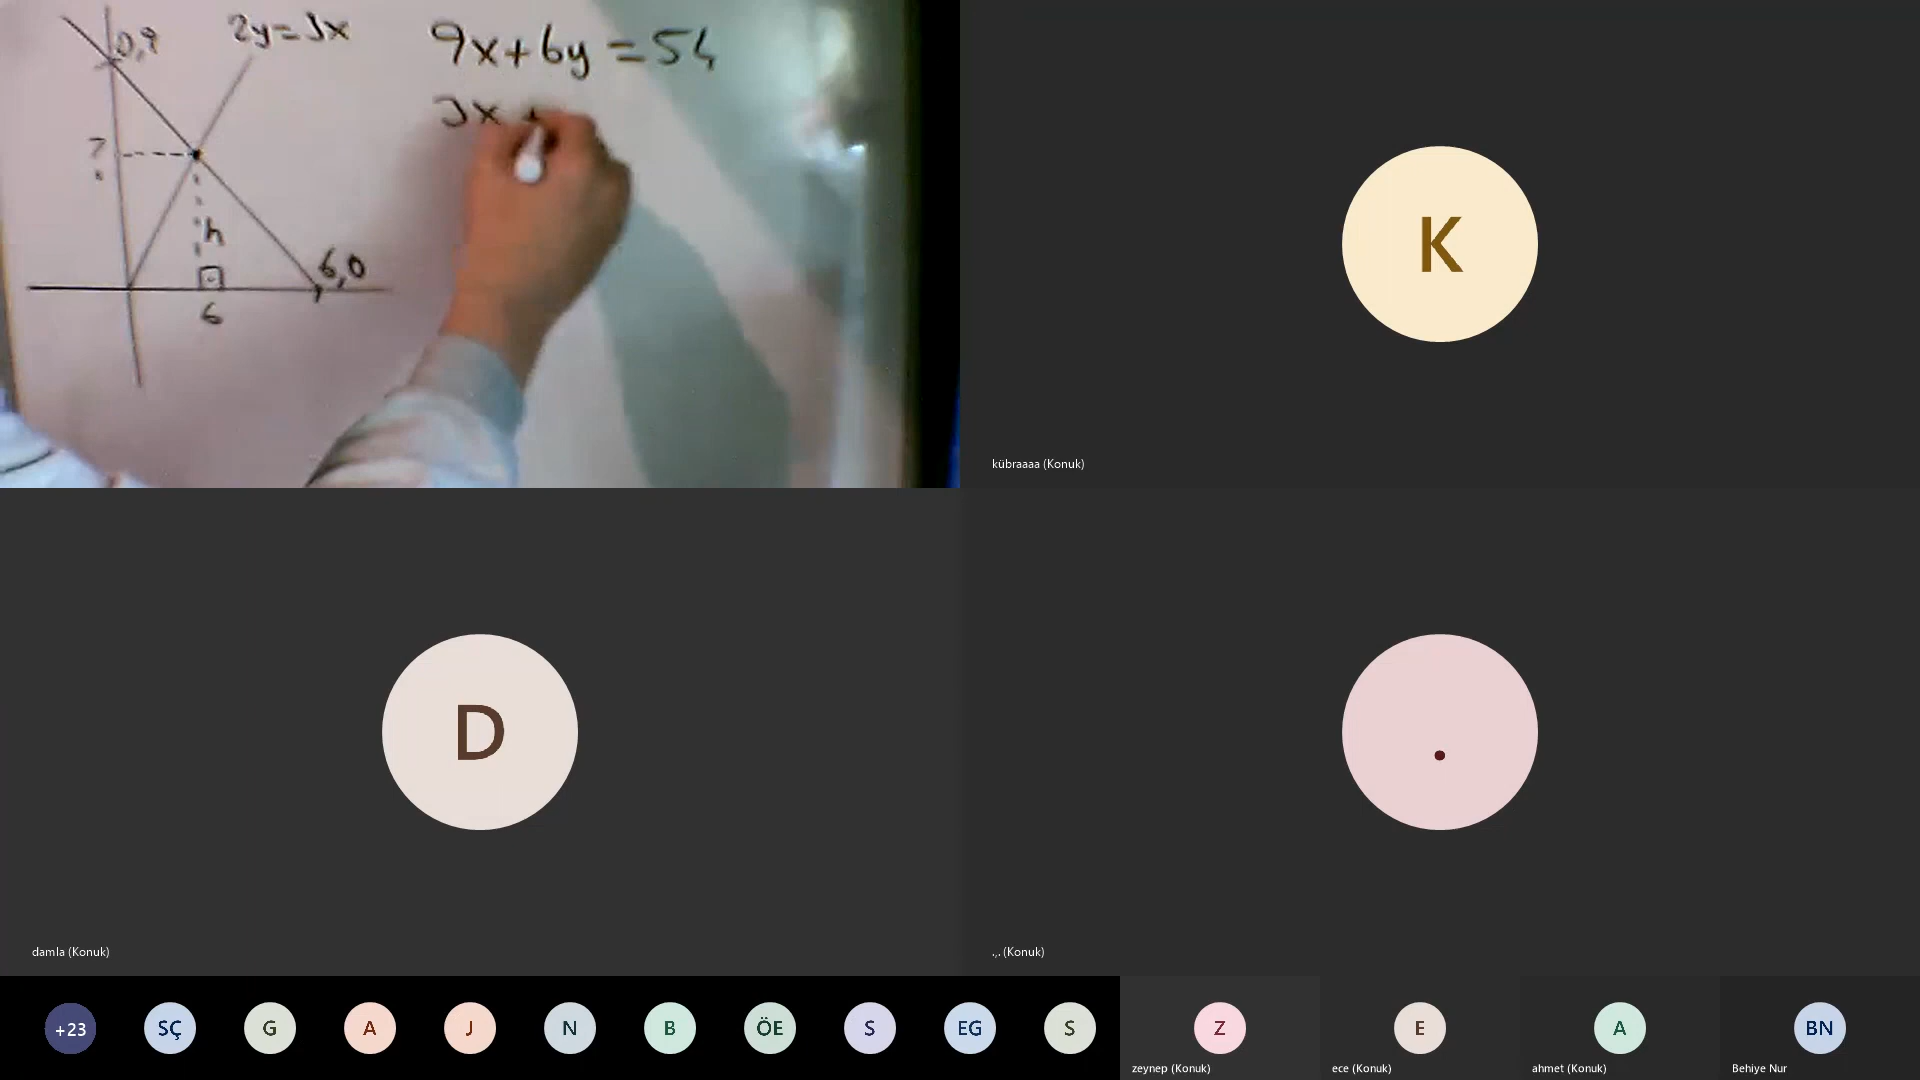 0,9
2y=3x
9x+6y=54
3x+
?
h
6,0
6
K
kübraaaa (Konuk)
D
damla (Konuk)
.
.,. (Konuk)
+23
SÇ
G
A
J
N
B
ÖE
S
EG
S
Z
zeynep (Konuk)
E
ece (Konuk)
A
ahmet (Konuk)
BN
Behiye Nur